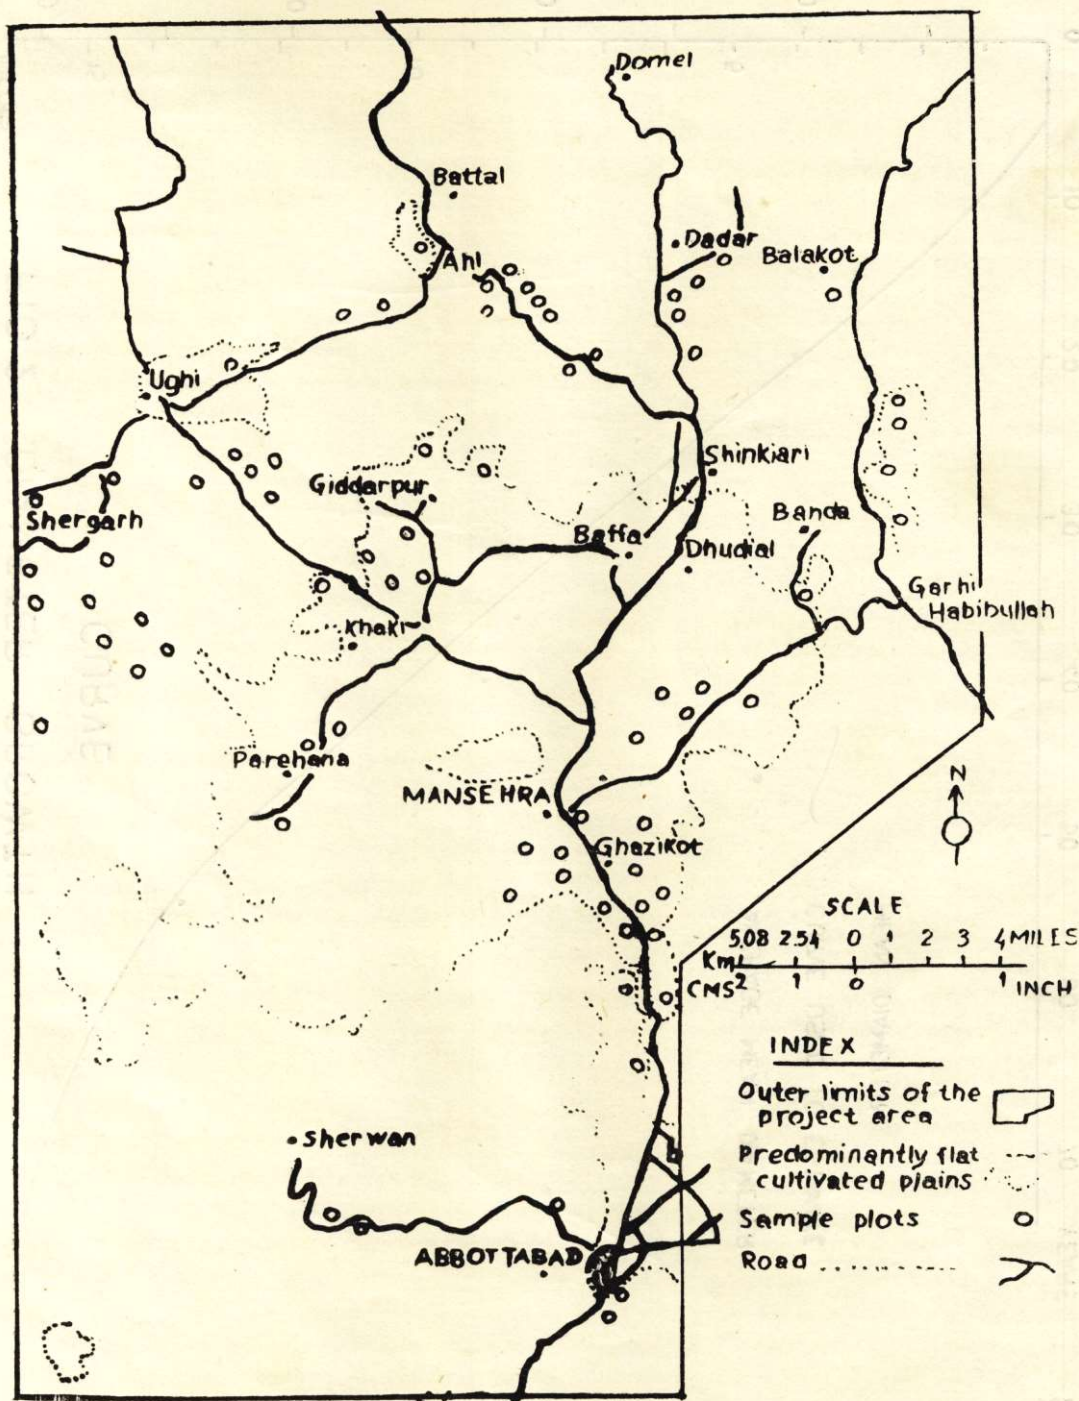 Domel
Battal
Dadar
Balakot
Ahl
Ughi
Shinkiari
Giddarpur
Shergarh
Banda
Baffa
Dhudial
Garhi
Habibullah
Khaki
Parehana
MANSEHRA
Ghazikot
N
SCALE
5.08 2.54 0 1 2 3 4 MILES
Km
CMS 2 1 0 1 INCH
INDEX
Outer limits of the
project area
Predominantly flat
cultivated plains
Sample plots
Road
Sherwan
ABBOTTABAD